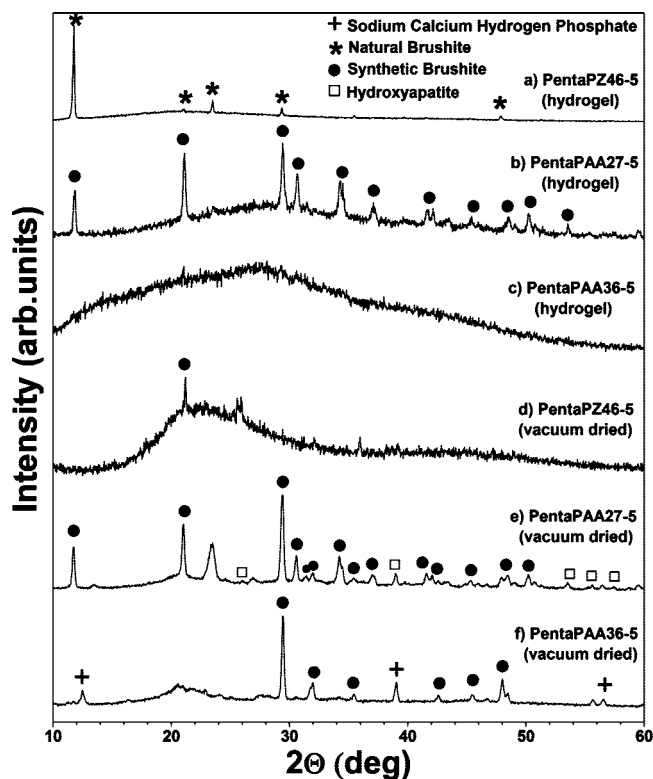 + Sodium Calcium Hydrogen Phosphate
* Natural Brushite
● Synthetic Brushite
□ Hydroxyapatite
a) PentaPZ46-5
(hydrogel)
b) PentaPAA27-5
(hydrogel)
c) PentaPAA36-5
(hydrogel)
d) PentaPZ46-5
(vacuum dried)
e) PentaPAA27-5
(vacuum dried)
f) PentaPAA36-5
(vacuum dried)
Intensity (arb.units)
10 20 30 40 50 60
2Θ (deg)